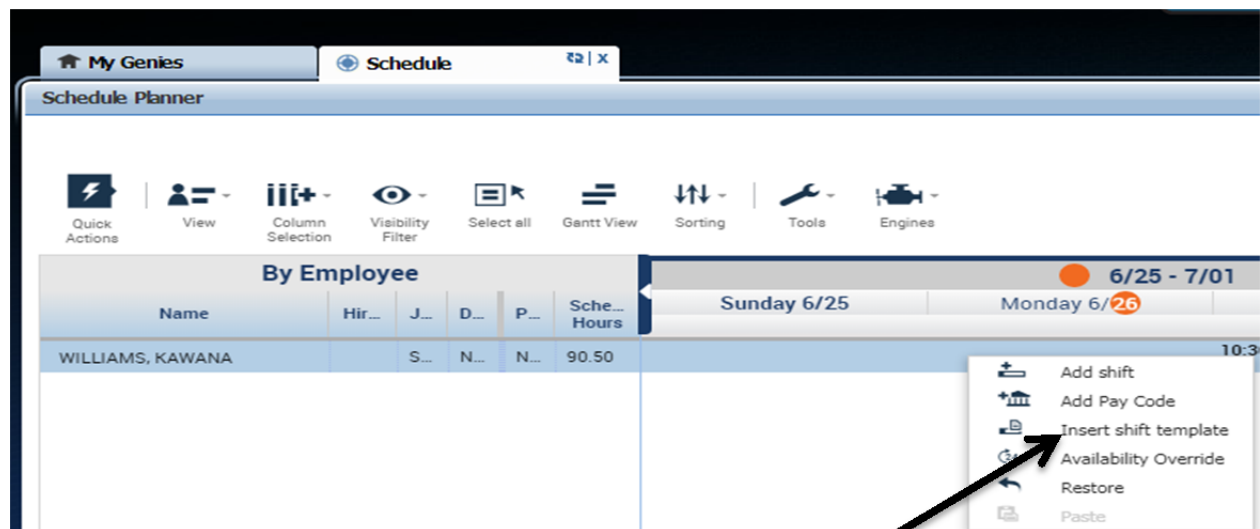 My Genies
Schedule
x
Schedule Planner
Quick Actions
View
Column Selection
Visibility Filter
Select all
Gantt View
Sorting
Tools
Engines
By Employee
6/25 - 7/01
Name
Hir...
J...
D...
P...
Sche... Hours
Sunday 6/25
Monday 6/26
WILLIAMS, KAWANA
S...
N...
N...
90.50
10:3
Add shift
Add Pay Code
Insert shift template
Availability Override
Restore
Paste